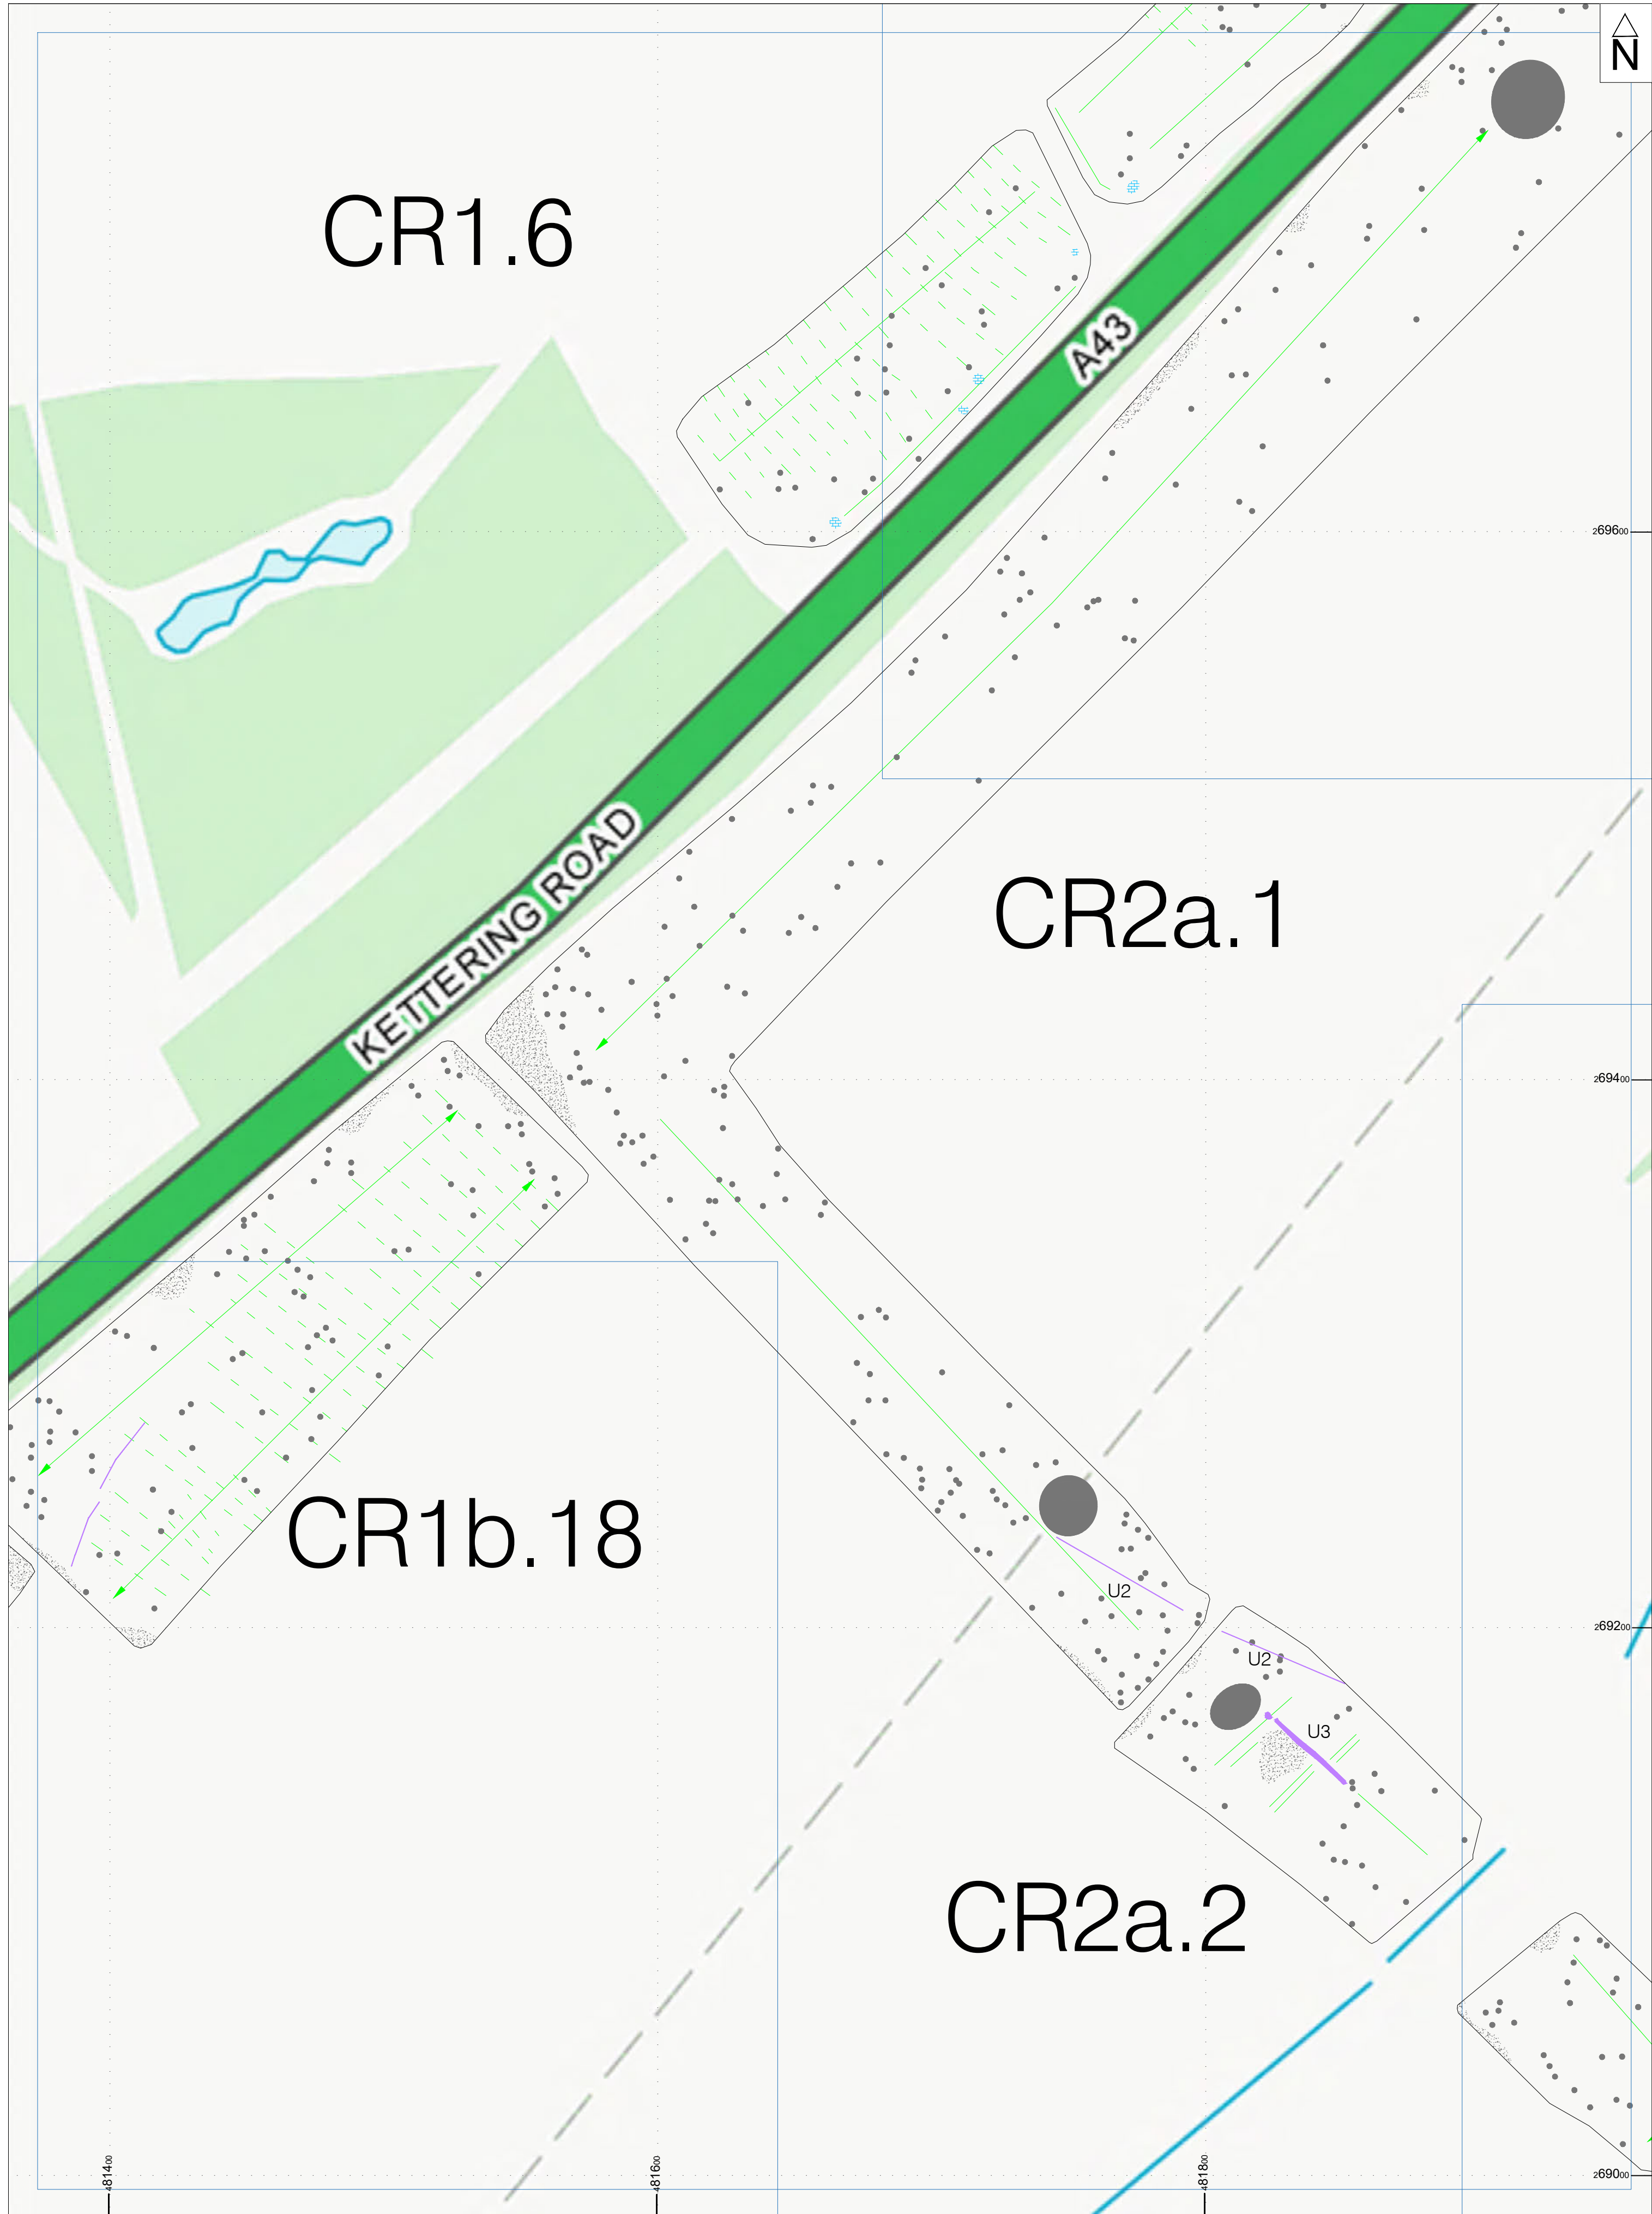 N
CR1.6
A43
269600
KETTERING ROAD
CR2a.1
269400
CR1b.18
U2
269200
U2
U3
CR2a.2
481400
481600
481800
269000